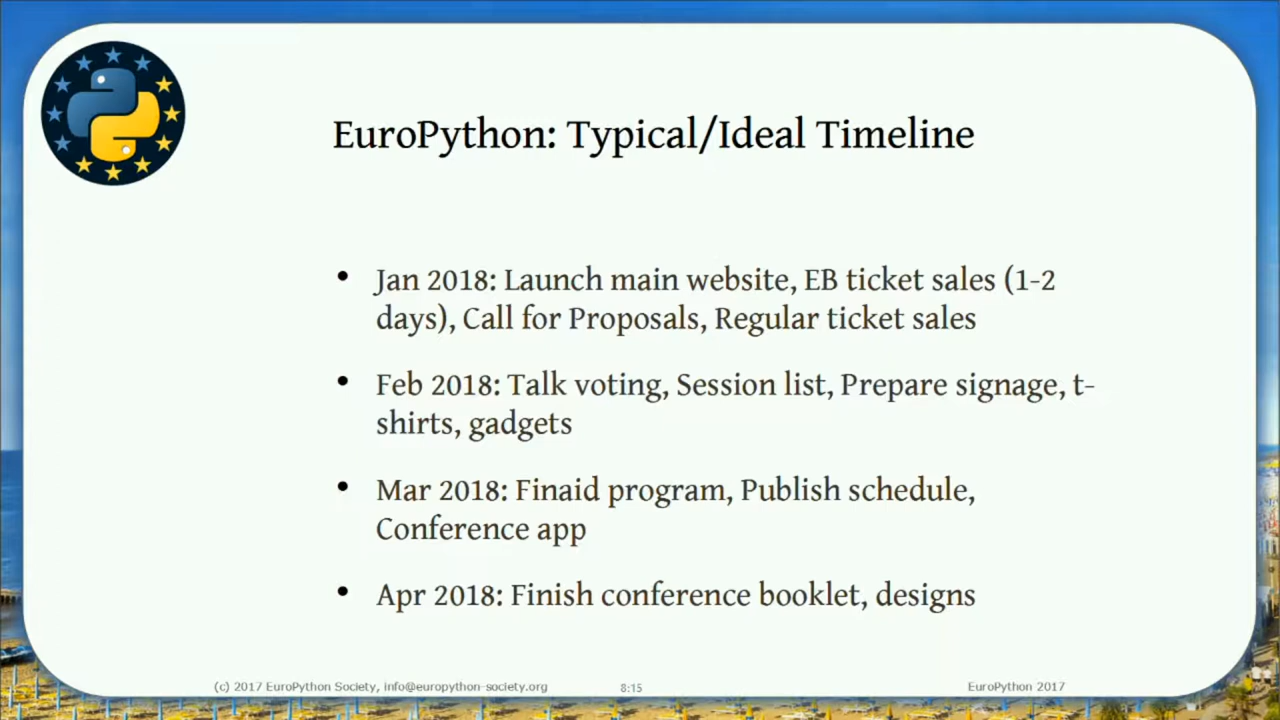 EuroPython: Typical/Ideal Timeline
• Jan 2018: Launch main website, EB ticket sales (1-2
days), Call for Proposals, Regular ticket sales
• Feb 2018: Talk voting, Session list, Prepare signage, t-
shirts, gadgets
• Mar 2018: Finaid program, Publish schedule,
Conference app
• Apr 2018: Finish conference booklet, designs
(c) 2017 EuroPython Society, info@europython-society.org
8:15
EuroPython 2017